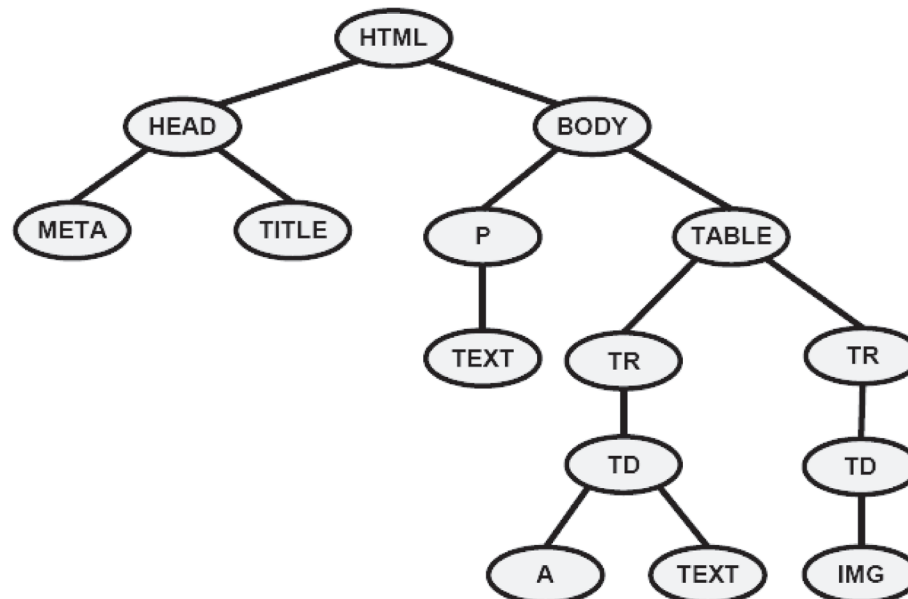 HTML
HEAD
BODY
META
TITLE
P
TABLE
TEXT
TR
TR
TD
TD
A
TEXT
IMG